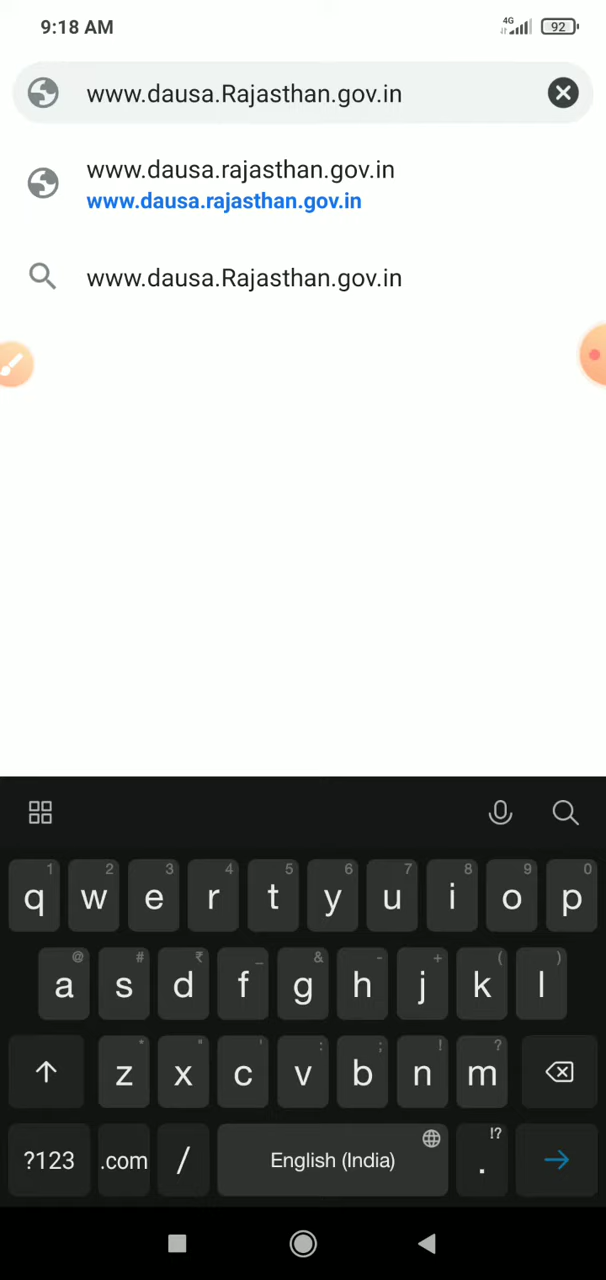 9:18 AM 4G 92
www.dausa.Rajasthan.gov.in
www.dausa.rajasthan.gov.in
www.dausa.rajasthan.gov.in
www.dausa.Rajasthan.gov.in
1 2 3 4 5 6 7 8 9 0
q w e r t y u i o p
@ # ₹ _ & - + ( )
a s d f g h j k l
* " ' : ; ! ?
z x c v b n m
!?
?123 .com / English (India) .